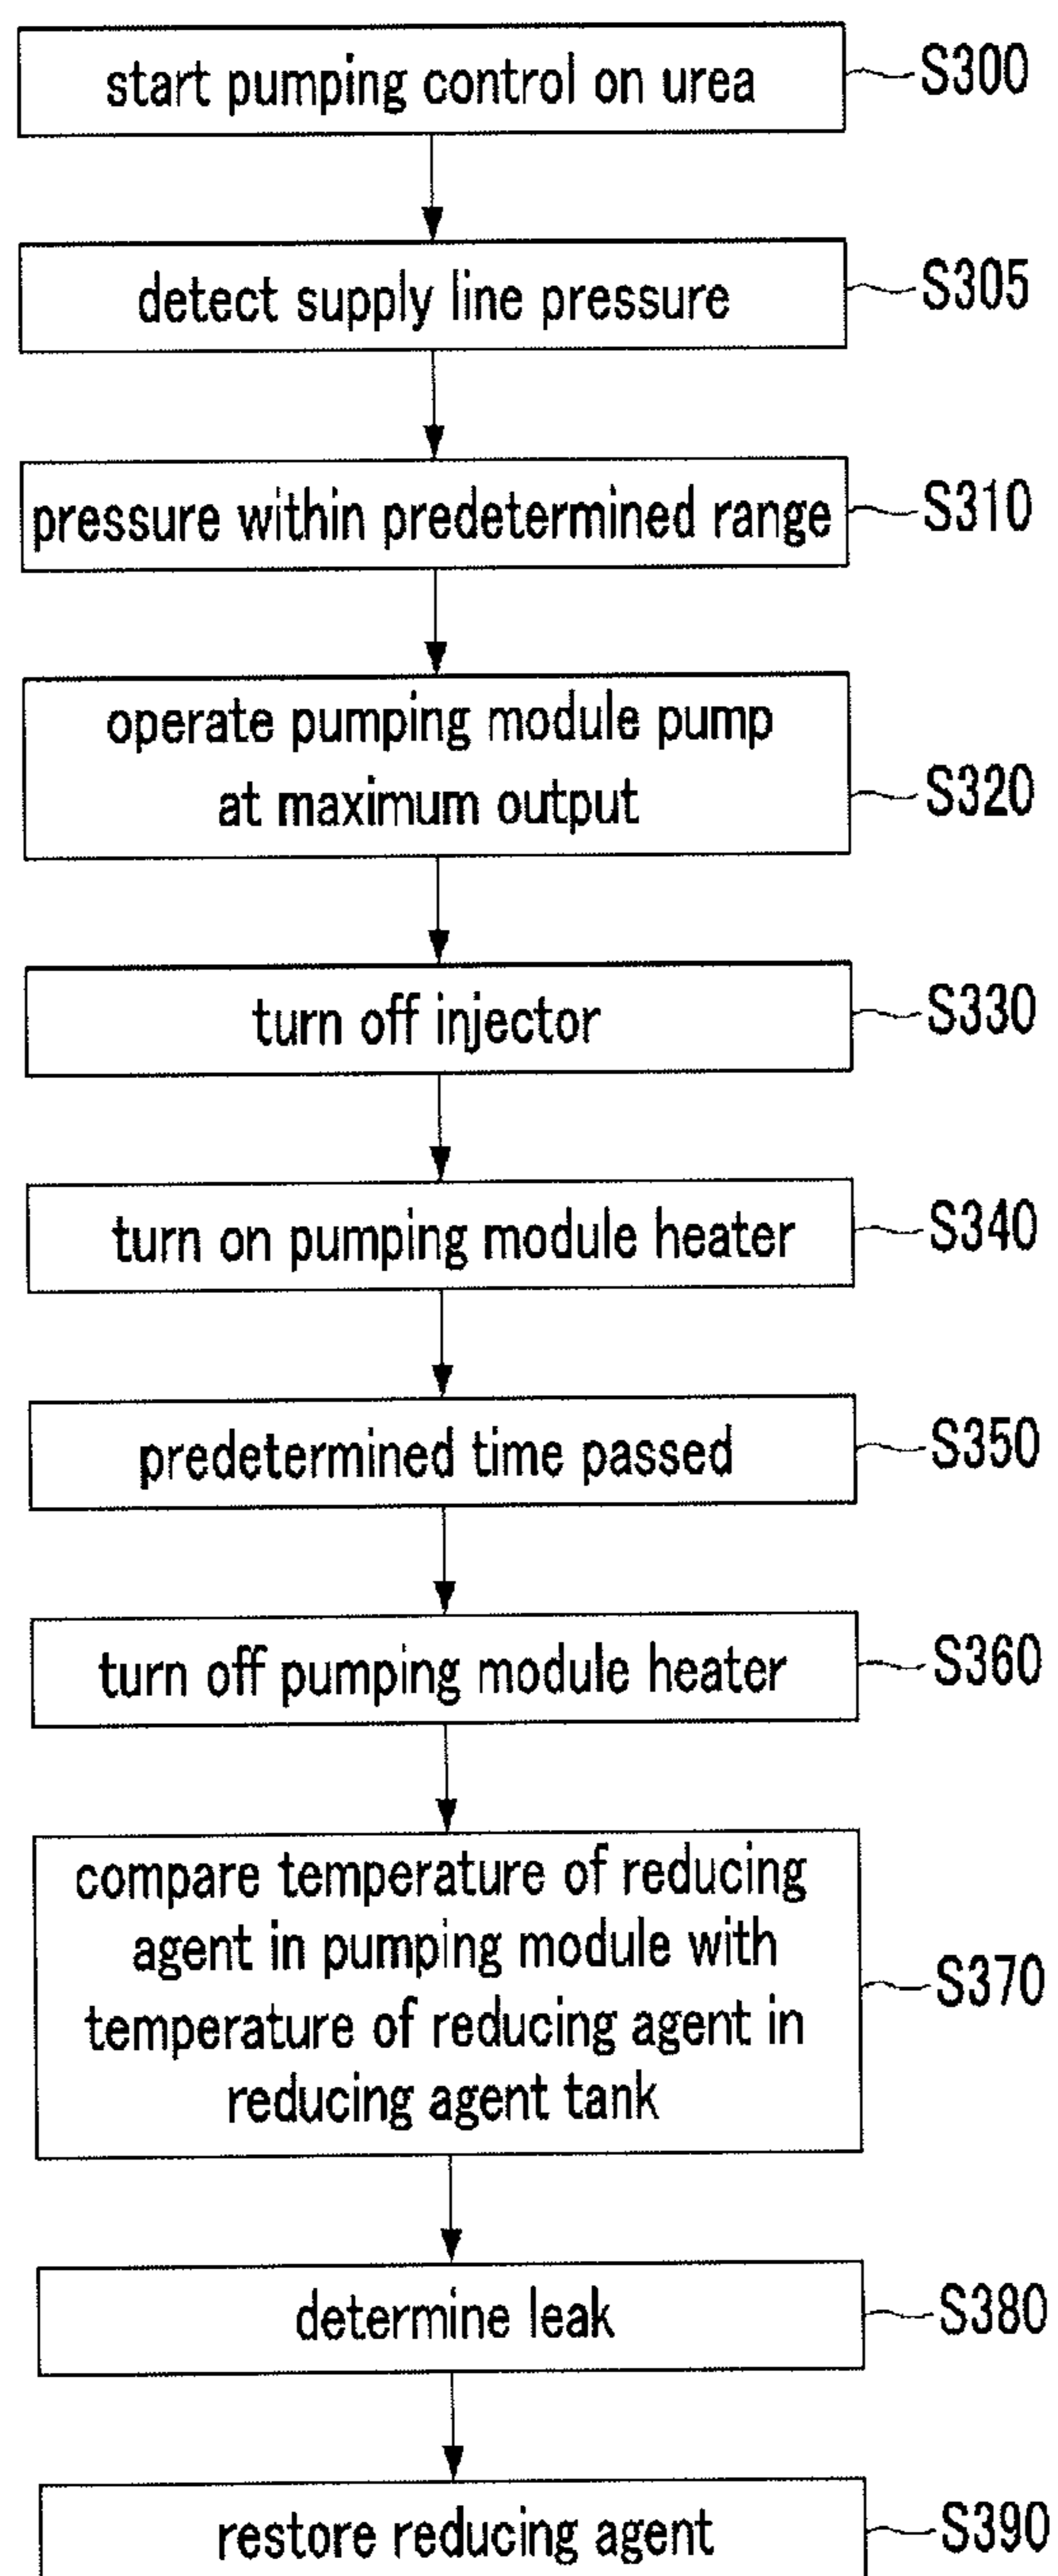 start pumping control on urea
S300
detect supply line pressure
S305
pressure within predetermined range
S310
operate pumping module pump
at maximum output
S320
turn off injector
S330
turn on pumping module heater
S340
predetermined time passed
S350
turn off pumping module heater
S360
compare temperature of reducing
agent in pumping module with
temperature of reducing agent in
reducing agent tank
S370
determine leak
S380
restore reducing agent
S390